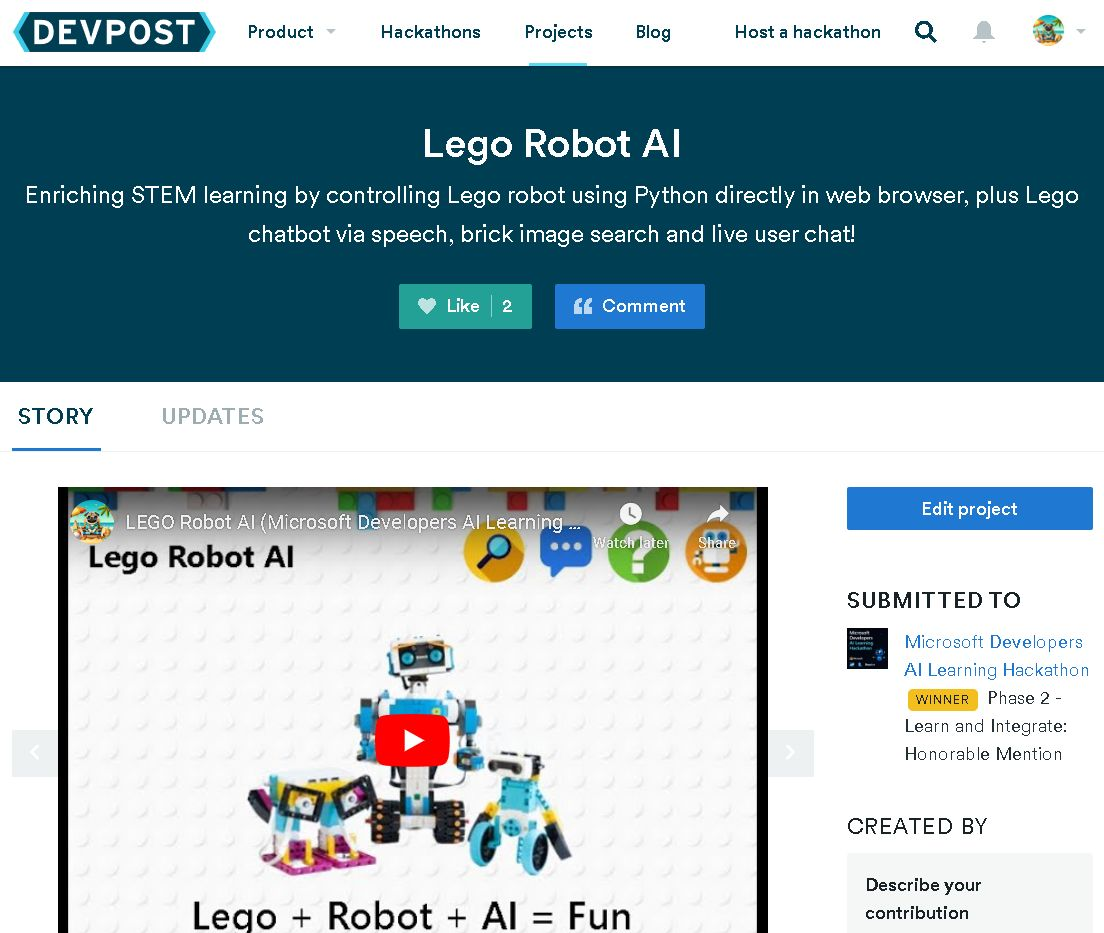 DEVPOST
Product
Hackathons
Projects
Blog
Host a hackathon
Lego Robot AI
Enriching STEM learning by controlling Lego robot using Python directly in web browser, plus Lego
chatbot via speech, brick image search and live user chat!
Like 2
Comment
STORY
UPDATES
LEGO Robot AI (Microsoft Developers AI Learning ...
Watch later
Share
Lego Robot AI
Lego + Robot + AI = Fun
Edit project
SUBMITTED TO
Microsoft Developers
AI Learning Hackathon
WINNER Phase 2 -
Learn and Integrate:
Honorable Mention
CREATED BY
Describe your
contribution